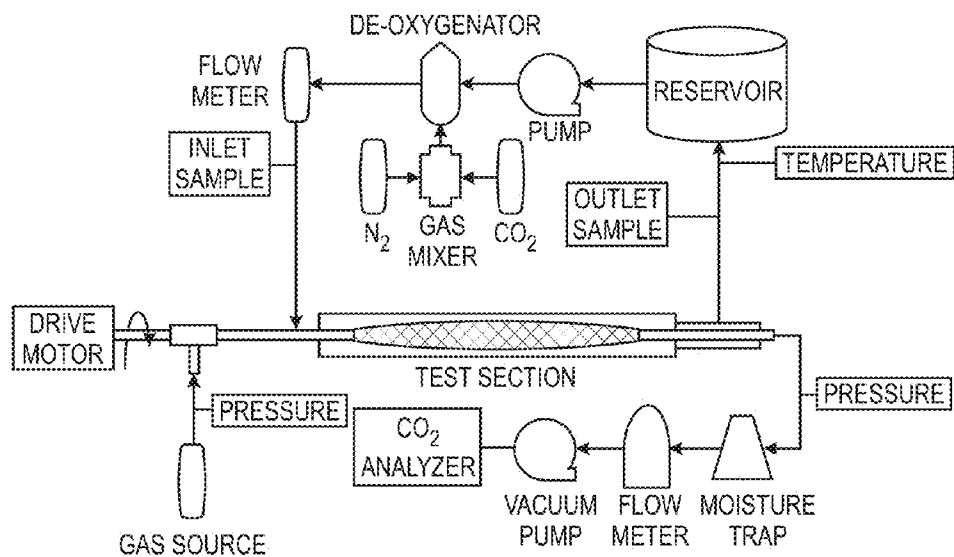 DE-OXYGENATOR
FLOW
METER
PUMP
RESERVOIR
INLET
SAMPLE
TEMPERATURE
N2
GAS
MIXER
CO2
OUTLET
SAMPLE
DRIVE
MOTOR
TEST SECTION
PRESSURE
PRESSURE
CO2
ANALYZER
VACUUM
PUMP
FLOW
METER
MOISTURE
TRAP
GAS SOURCE